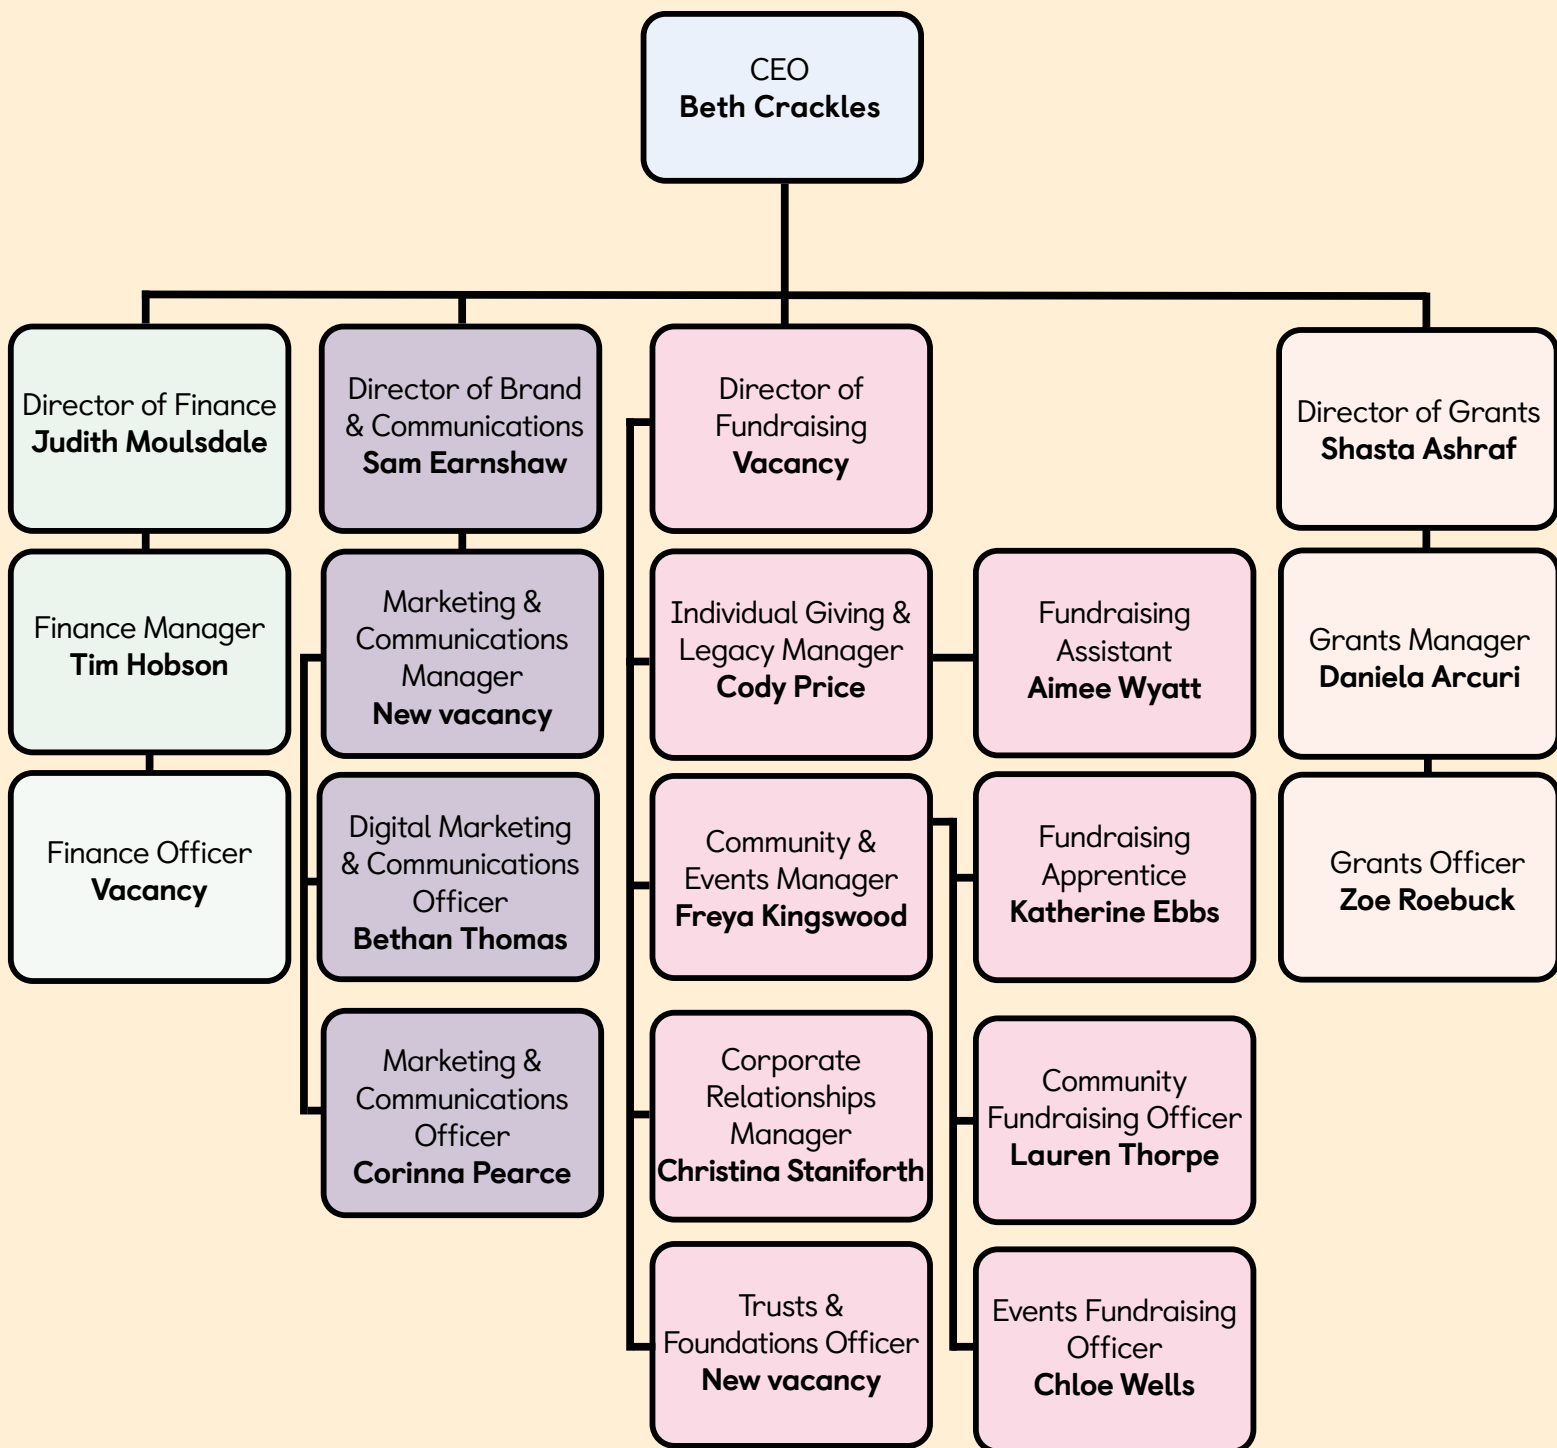 CEO
Beth Crackles
Director of Finance
Judith Moulsdale
Director of Brand
& Communications
Sam Earnshaw
Director of
Fundraising
Vacancy
Director of Grants
Shasta Ashraf
Finance Manager
Tim Hobson
Marketing &
Communications
Manager
New vacancy
Individual Giving &
Legacy Manager
Cody Price
Fundraising
Assistant
Aimee Wyatt
Grants Manager
Daniela Arcuri
Finance Officer
Vacancy
Digital Marketing
& Communications
Officer
Bethan Thomas
Community &
Events Manager
Freya Kingswood
Fundraising
Apprentice
Katherine Ebbs
Grants Officer
Zoe Roebuck
Marketing &
Communications
Officer
Corinna Pearce
Corporate
Relationships
Manager
Christina Staniforth
Community
Fundraising Officer
Lauren Thorpe
Trusts &
Foundations Officer
New vacancy
Events Fundraising
Officer
Chloe Wells